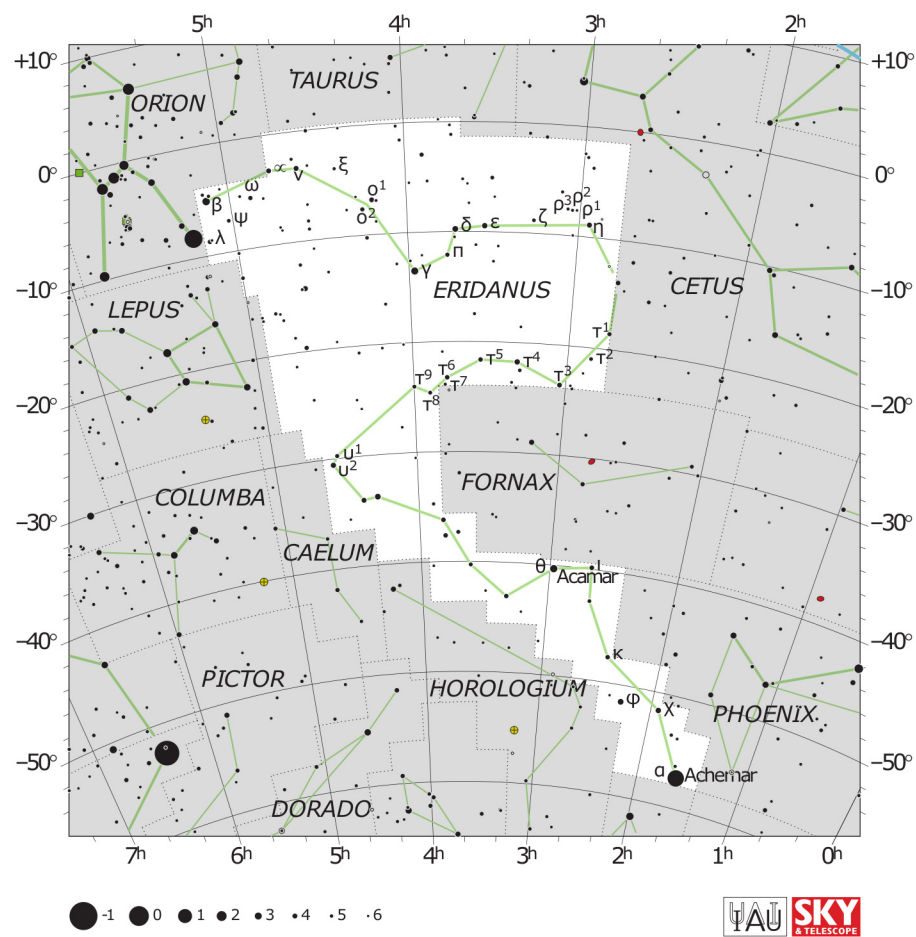 5h 4h 3h 2h
+10° +10°
TAURUS
ORION
0° 0°
ξ
β ω ∝ ν ο¹
ψ ο² ρ³ ρ² ρ¹
λ δ ε ζ η
γ π
-10° ERIDANUS CETUS -10°
LEPUS
τ¹
τ⁹ τ⁶ τ⁵ τ⁴ τ³ τ²
τ⁸ τ⁷
-20° -20°
υ¹
υ²
COLUMBA FORNAX
-30° -30°
CAELUM
θ Acamar ι
-40° -40°
κ
PICTOR HOROLOGIUM
φ χ PHOENIX
-50° α Achernar -50°
DORADO
7h 6h 5h 4h 3h 2h 1h 0h
-1 0 1 2 3 4 5 6
IAU SKY
& TELESCOPE